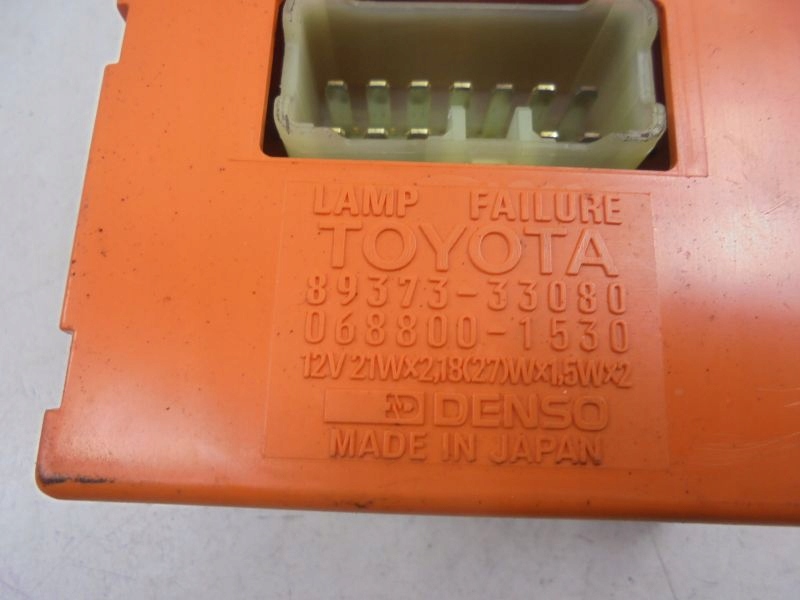 LAMP FAILURE
TOYOTA
89373-33080
068800-1530
12V 21W×2,18(27)W×1,5W×2
DENSO
MADE IN JAPAN